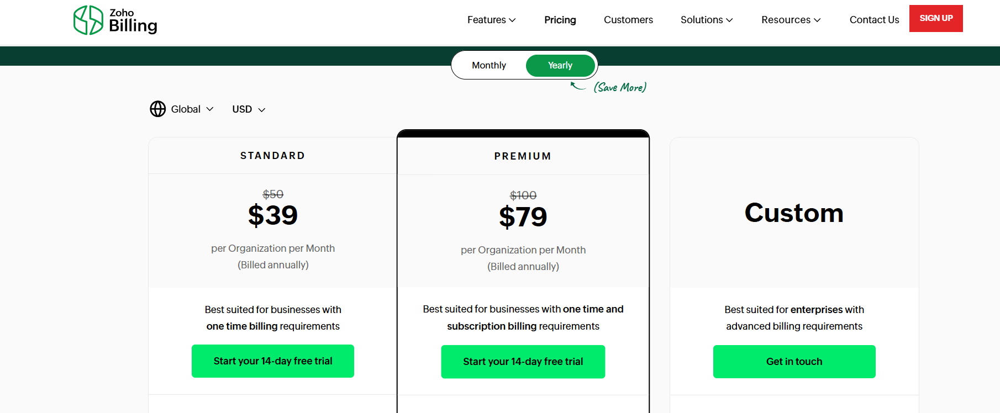 Zoho
Billing
Features
Pricing
Customers
Solutions
Resources
Contact Us
SIGN UP
Monthly
Yearly
(Save More)
Global
USD
STANDARD
$50
$39
per Organization per Month
(Billed annually)
Best suited for businesses with
one time billing requirements
Start your 14-day free trial
PREMIUM
$100
$79
per Organization per Month
(Billed annually)
Best suited for businesses with one time and
subscription billing requirements
Start your 14-day free trial
Custom
Best suited for enterprises with
advanced billing requirements
Get in touch